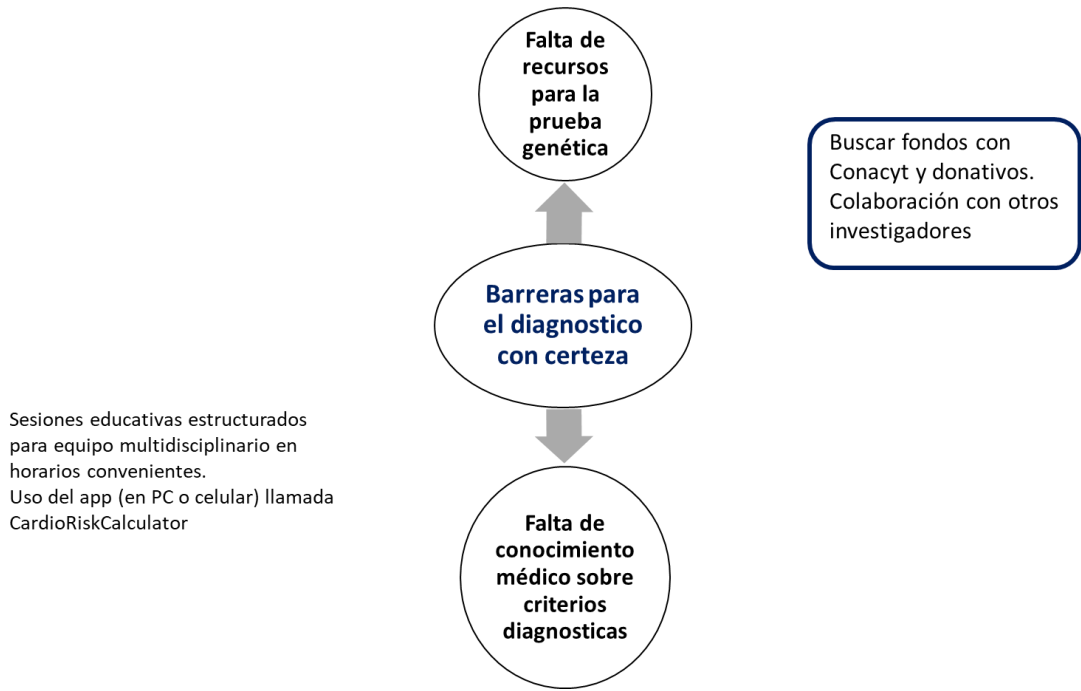 Falta de
recursos
para la
prueba
genética
Buscar fondos con
Conacyt y donativos.
Colaboración con otros
investigadores
Barreras para
el diagnostico
con certeza
Sesiones educativas estructurados
para equipo multidisciplinario en
horarios convenientes.
Uso del app (en PC o celular) llamada
CardioRiskCalculator
Falta de
conocimiento
médico sobre
criterios
diagnosticas